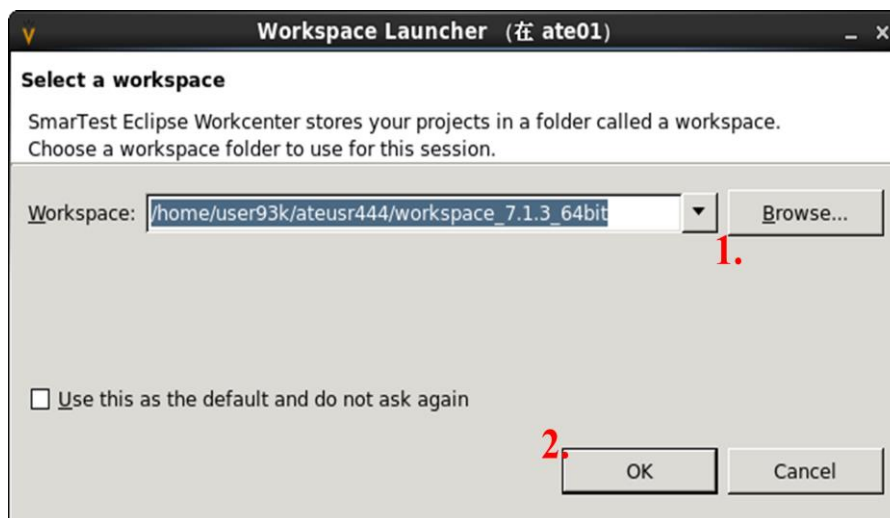 Workspace Launcher (在 ate01)
Select a workspace
SmarTest Eclipse Workcenter stores your projects in a folder called a workspace.
Choose a workspace folder to use for this session.
Workspace: /home/user93k/ateusr444/workspace_7.1.3_64bit Browse...
1.
Use this as the default and do not ask again
2.
OK Cancel